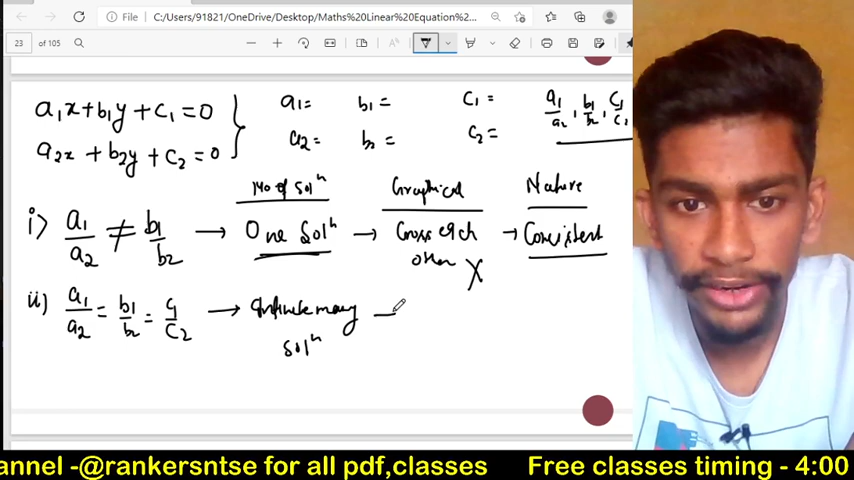 File
C:/Users/91821/OneDrive/Desktop/Maths%20Linear%20Equation%2...
23 of 105
a₁x+b₁y+c₁=0
a₂x+b₂y+c₂=0
a₁= b₁= c₁=
a₂= b₂= c₂=
a₁/a₂, b₁/b₂, c₁/c₂
No of Solⁿ Graphical Nature
i) a₁/a₂ ≠ b₁/b₂ → One Solⁿ → Cross each other → Consistent
ii) a₁/a₂ = b₁/b₂ = c₁/c₂ → Infinite many Solⁿ —
annel -@rankersntse for all pdf,classes Free classes timing - 4:00